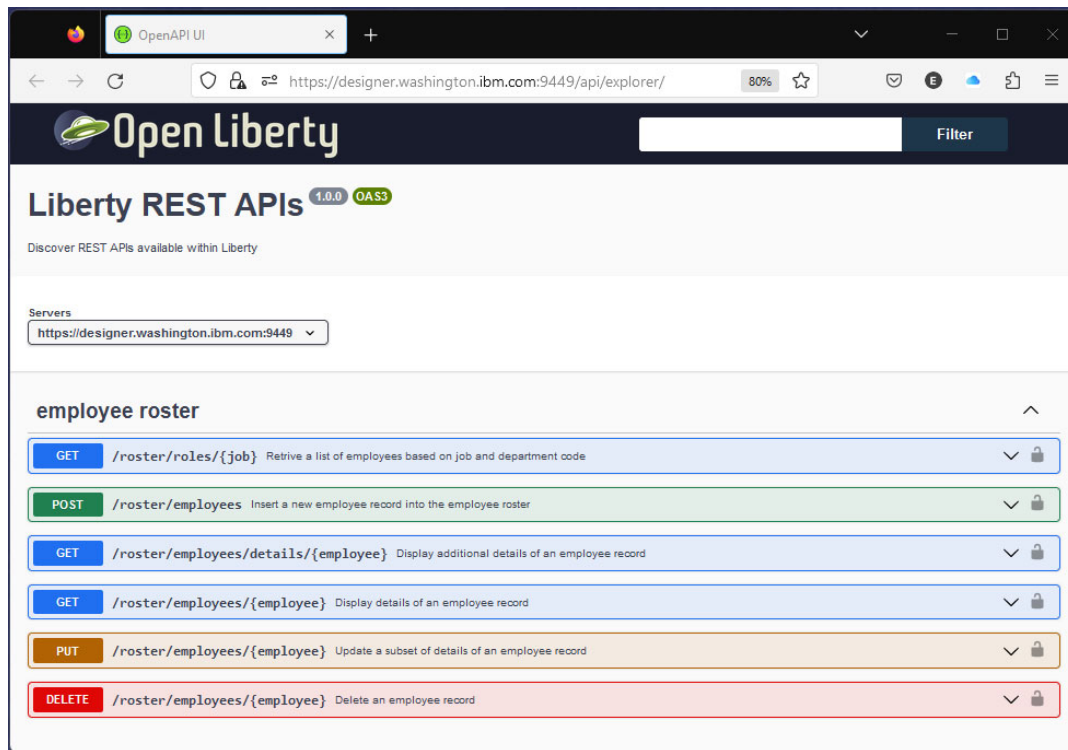 OpenAPI UI
https://designer.washington.ibm.com:9449/api/explorer/ 80% E
Open Liberty Filter
Liberty REST APIs 1.0.0 OAS3
Discover REST APIs available within Liberty
Servers
https://designer.washington.ibm.com:9449
employee roster
GET /roster/roles/{job} Retrive a list of employees based on job and department code
POST /roster/employees Insert a new employee record into the employee roster
GET /roster/employees/details/{employee} Display additional details of an employee record
GET /roster/employees/{employee} Display details of an employee record
PUT /roster/employees/{employee} Update a subset of details of an employee record
DELETE /roster/employees/{employee} Delete an employee record